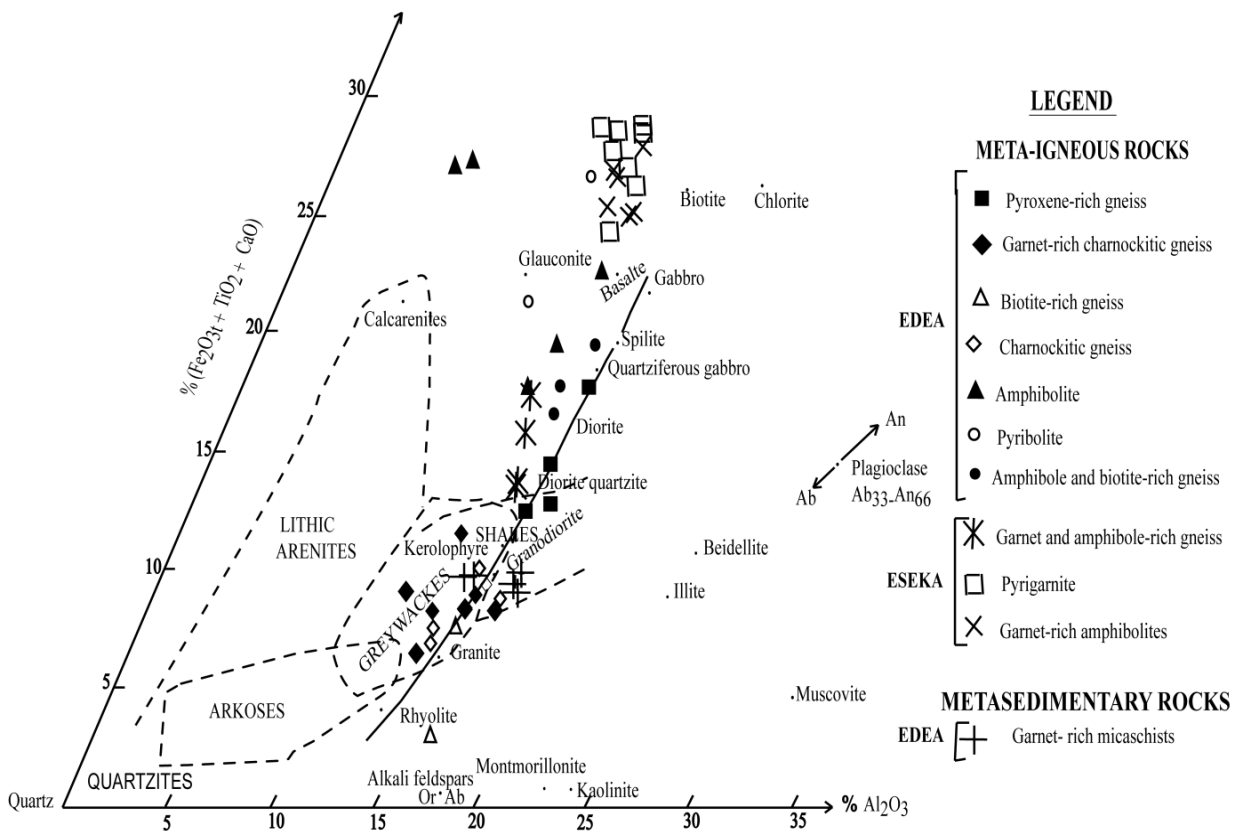 30
25
20
15
10
5
% (Fe2O3t + TiO2 + CaO)
Quartz
5
10
15
20
25
30
35
% Al2O3
Biotite
Chlorite
Glauconite
Basalte
Gabbro
Calcarenites
Spilite
Quartziferous gabbro
Diorite
Diorite quartzite
An
Plagioclase
Ab
Ab33-An66
LITHIC
ARENITES
SHALES
Kerolophyre
Granodiorite
Beidellite
Illite
GREYWACKES
Granite
ARKOSES
Muscovite
Rhyolite
QUARTZITES
Alkali feldspars
Or Ab
Montmorillonite
Kaolinite
LEGEND
META-IGNEOUS ROCKS
EDEA
Pyroxene-rich gneiss
Garnet-rich charnockitic gneiss
Biotite-rich gneiss
Charnockitic gneiss
Amphibolite
Pyribolite
Amphibole and biotite-rich gneiss
ESEKA
Garnet and amphibole-rich gneiss
Pyrigarnite
Garnet-rich amphibolites
METASEDIMENTARY ROCKS
EDEA
Garnet- rich micaschists